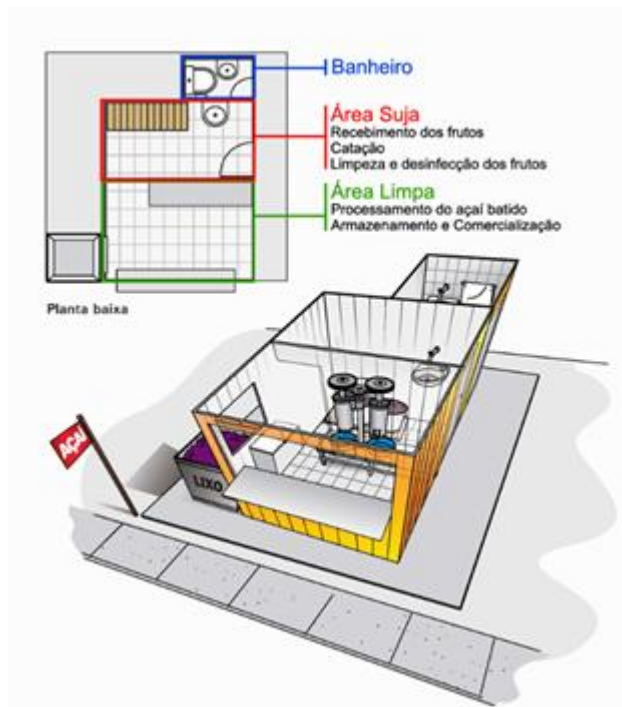 Banheiro
Área Suja
Recebimento dos frutos
Catação
Limpeza e desinfecção dos frutos
Área Limpa
Processamento do açaí batido
Armazenamento e Comercialização
Planta baixa
AÇAÍ
LIXO